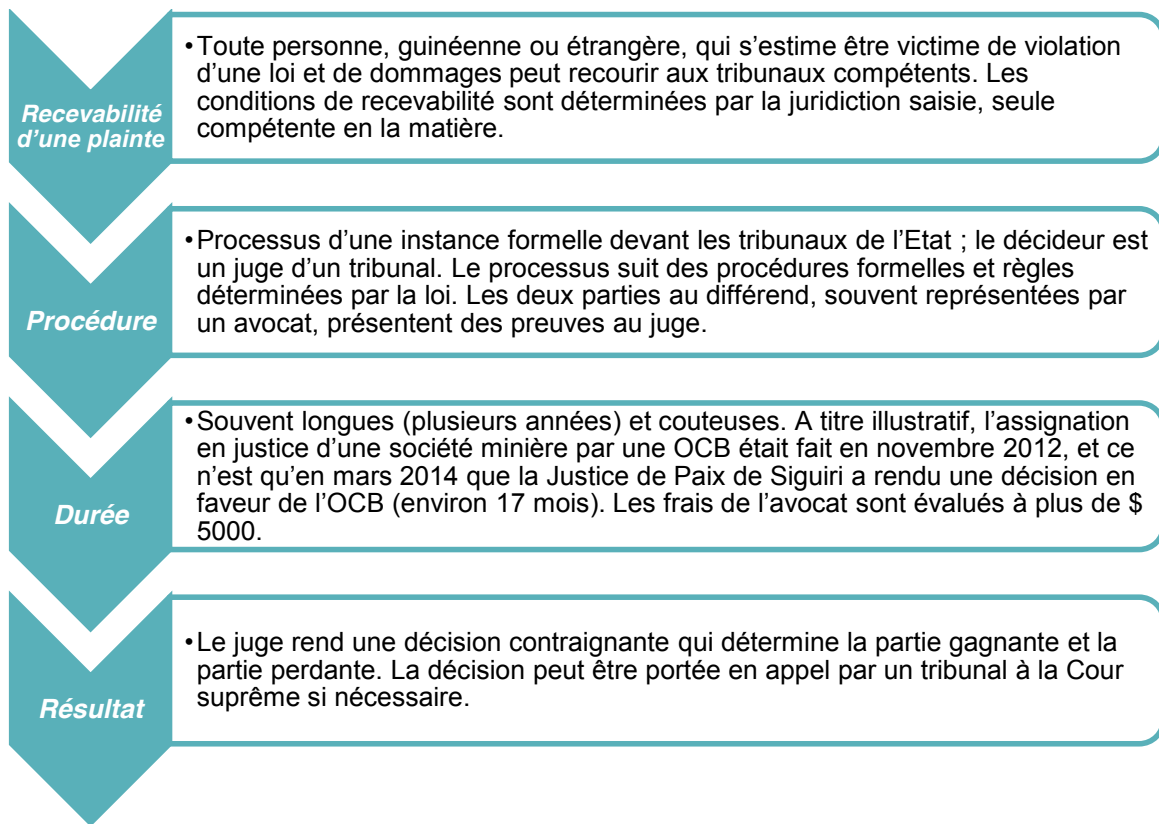 Recevabilité
d’une plainte
•Toute personne, guinéenne ou étrangère, qui s’estime être victime de violation
d’une loi et de dommages peut recourir aux tribunaux compétents. Les
conditions de recevabilité sont déterminées par la juridiction saisie, seule
compétente en la matière.
Procédure
•Processus d’une instance formelle devant les tribunaux de l’Etat ; le décideur est
un juge d’un tribunal. Le processus suit des procédures formelles et règles
déterminées par la loi. Les deux parties au différend, souvent représentées par
un avocat, présentent des preuves au juge.
Durée
•Souvent longues (plusieurs années) et couteuses. A titre illustratif, l’assignation
en justice d’une société minière par une OCB était fait en novembre 2012, et ce
n’est qu’en mars 2014 que la Justice de Paix de Siguiri a rendu une décision en
faveur de l’OCB (environ 17 mois). Les frais de l’avocat sont évalués à plus de $
5000.
Résultat
•Le juge rend une décision contraignante qui détermine la partie gagnante et la
partie perdante. La décision peut être portée en appel par un tribunal à la Cour
suprême si nécessaire.